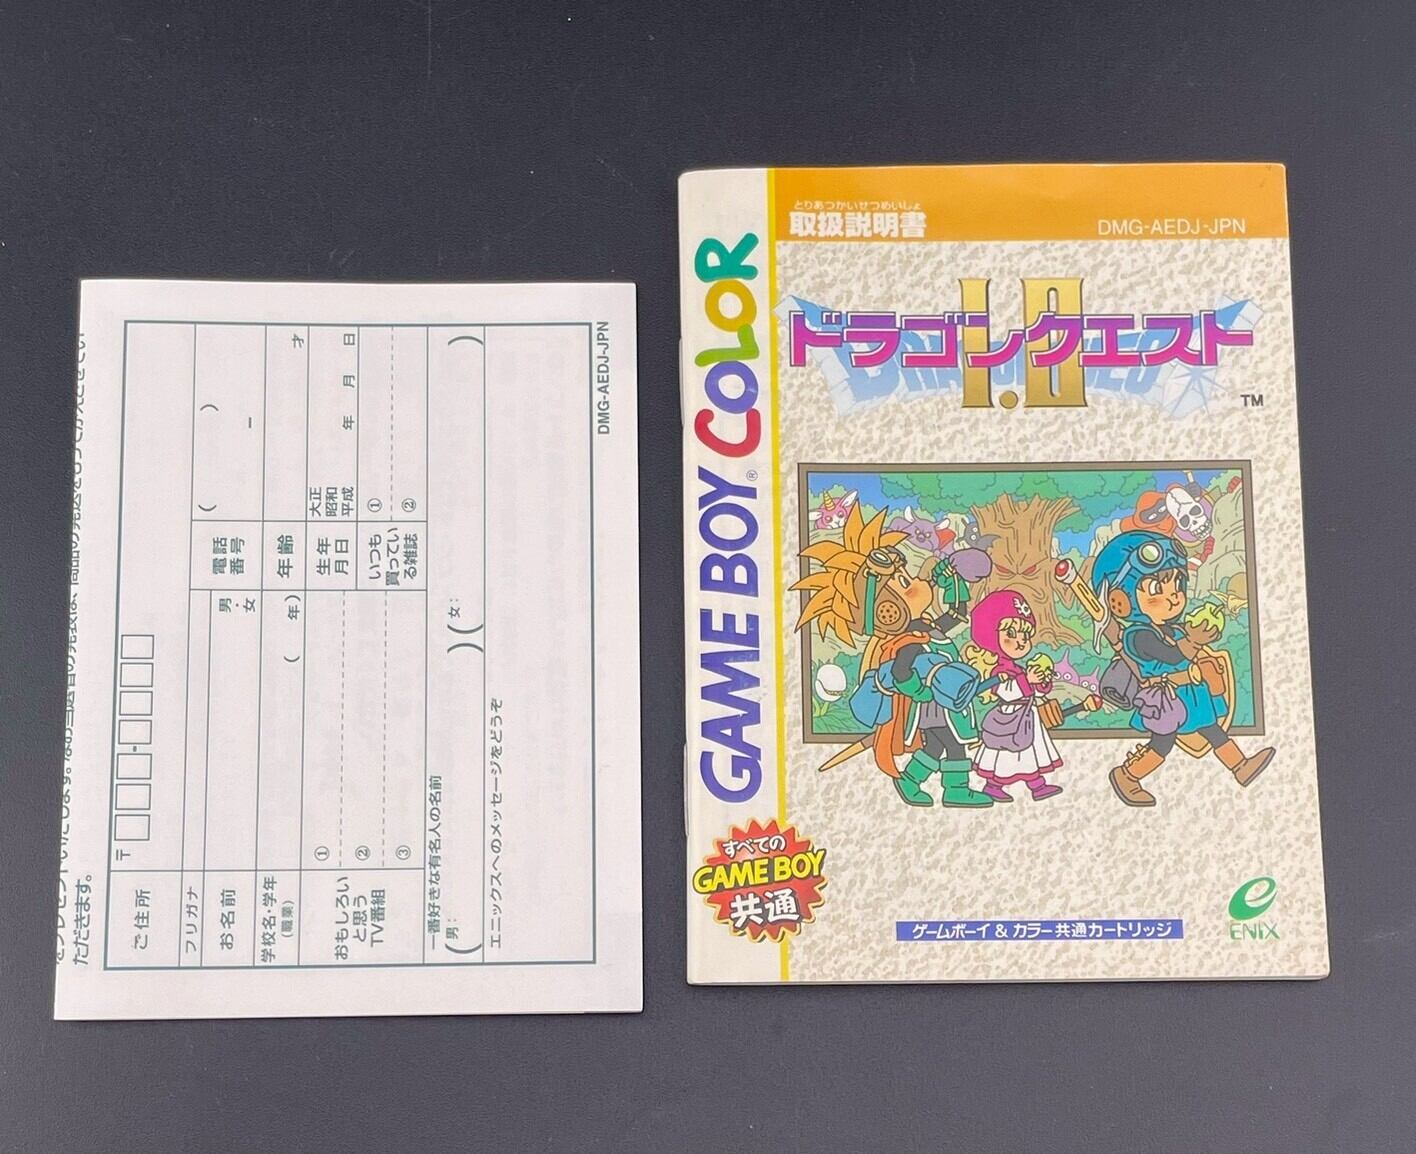 ただきます。
〒
-
ご住所
フリガナ
お名前
男・女
電話番号
(　　)
－
学校名・学年
(職業)
(　年)
年齢
才
おもしろい
と思う
TV番組
①
②
③
生年
月日
大正
昭和
平成
年　月　日
いつも
買ってい
る雑誌
①
②
一番好きな有名人の名前
(男：　)(女：　)
エニックスへのメッセージをどうぞ
DMG-AEDJ-JPN
とりあつかいせつめいしょ
取扱説明書
DMG-AEDJ-JPN
GAME BOY® COLOR
ドラゴンクエスト
I.II
TM
すべての
GAME BOY
共通
ゲームボーイ＆カラー共通カートリッジ
e
ENIX